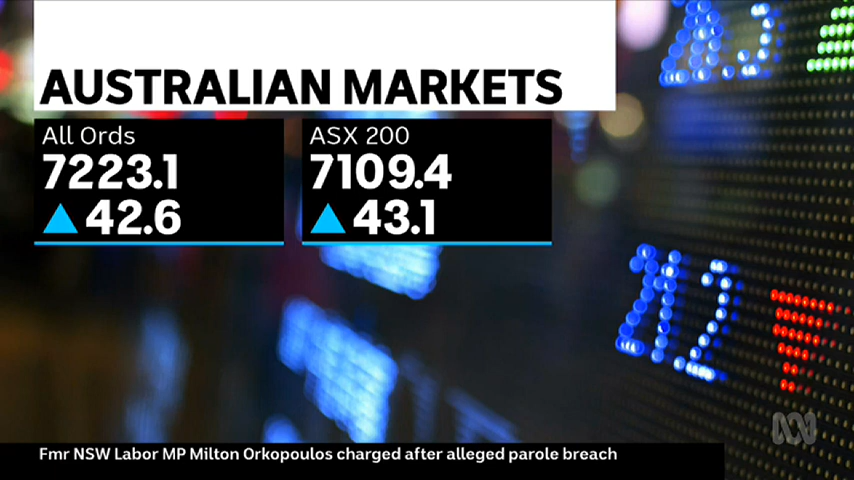 AUSTRALIAN MARKETS
All Ords
7223.1
▲ 42.6
ASX 200
7109.4
▲ 43.1
212
Fmr NSW Labor MP Milton Orkopoulos charged after alleged parole breach